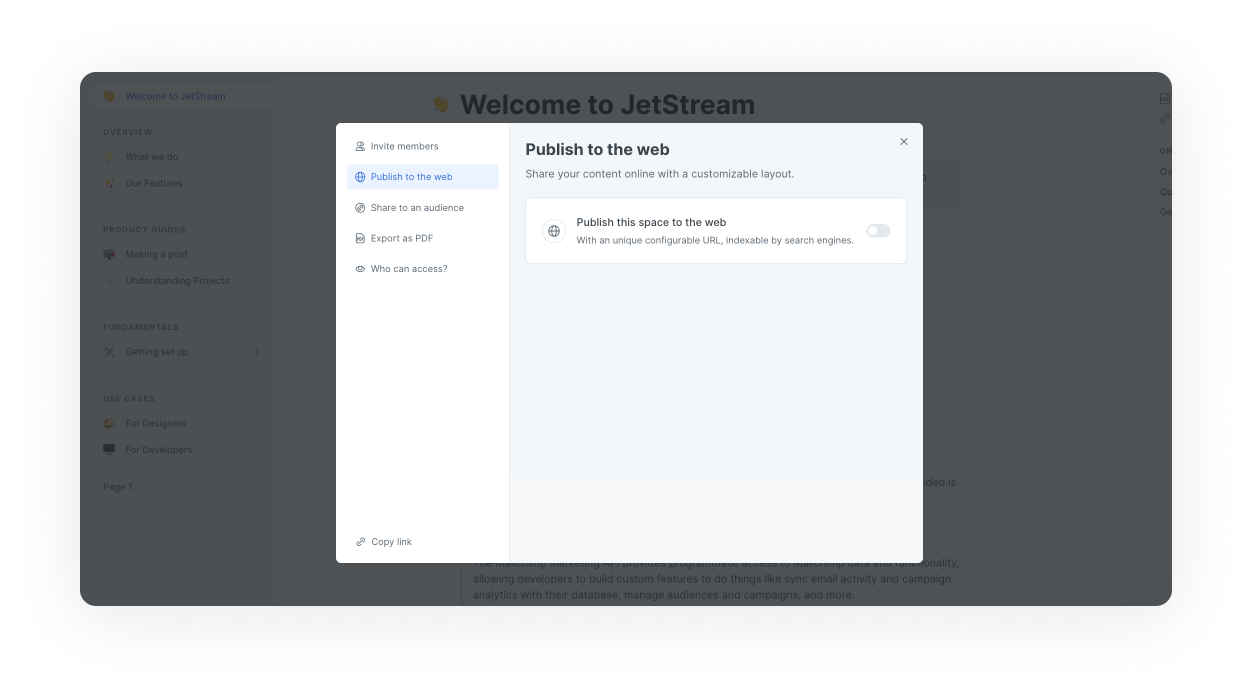 Welcome to JetStream
OVERVIEW
What we do
Our Features
PRODUCT GUIDES
Making a post
Understanding Projects
FUNDAMENTALS
Getting set up
USE CASES
For Designers
For Developers
Page 1
Welcome to JetStream
Invite members
Publish to the web
Share to an audience
Export as PDF
Who can access?
Copy link
Publish to the web
Share your content online with a customizable layout.
Publish this space to the web
With an unique configurable URL, indexable by search engines.
ideo is
The Mailchimp Marketing API provides programmatic access to Mailchimp data and functionality,
allowing developers to build custom features to do things like sync email activity and campaign
analytics with their database, manage audiences and campaigns, and more.
ON
Ov
Qu
Ge